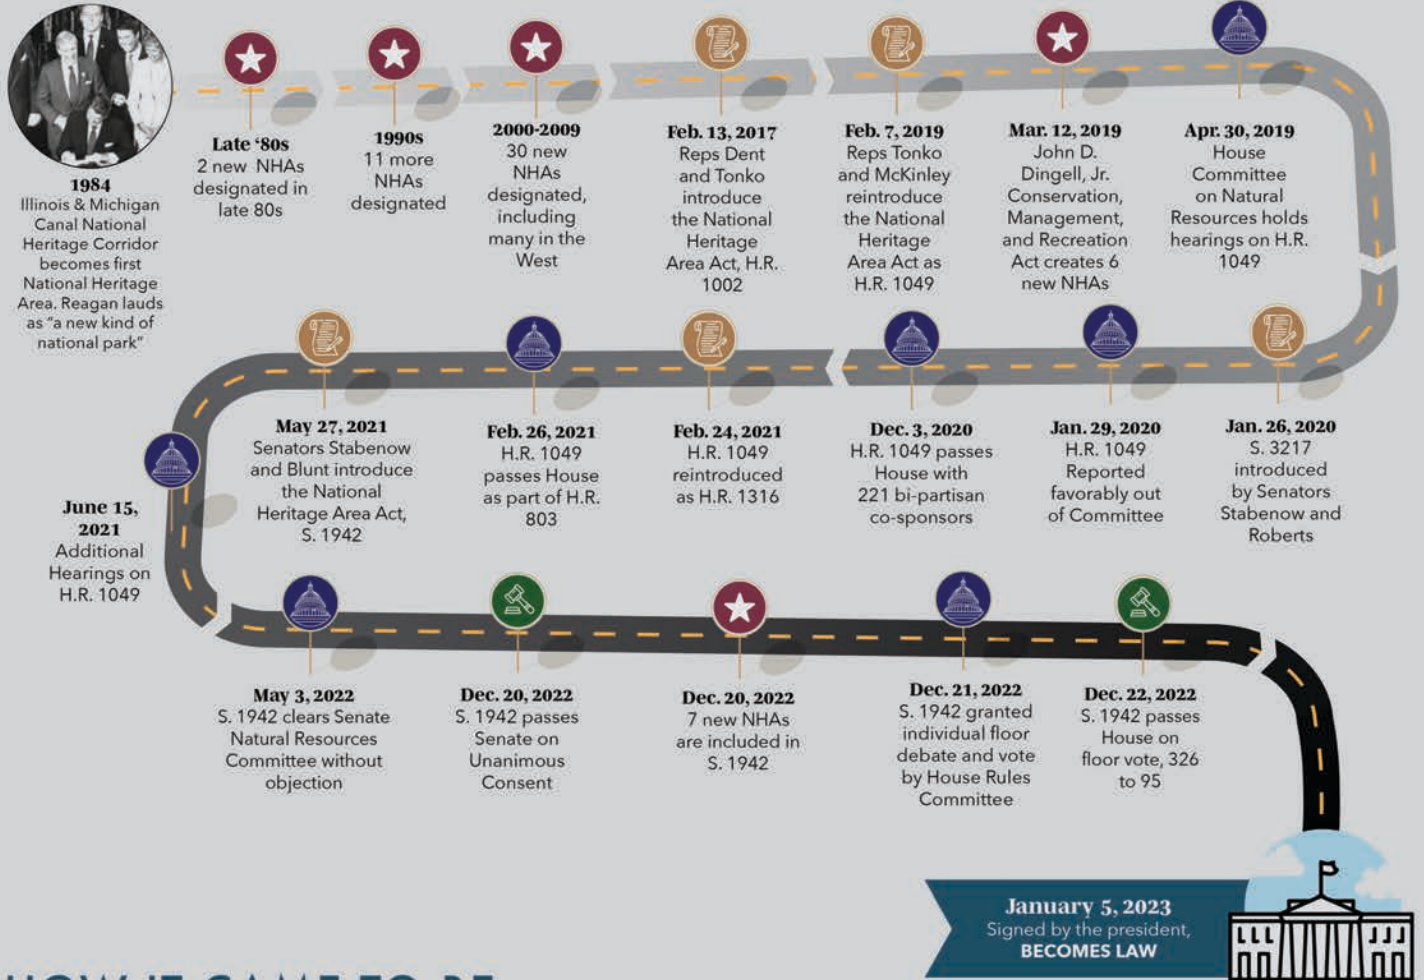 1984
Illinois & Michigan
Canal National
Heritage Corridor
becomes first
National Heritage
Area. Reagan lauds
as "a new kind of
national park"
Late ‘80s
2 new NHAs
designated in
late 80s
1990s
11 more
NHAs
designated
2000-2009
30 new
NHAs
designated,
including
many in the
West
Feb. 13, 2017
Reps Dent
and Tonko
introduce
the National
Heritage
Area Act, H.R.
1002
Feb. 7, 2019
Reps Tonko
and McKinley
reintroduce
the National
Heritage
Area Act as
H.R. 1049
Mar. 12, 2019
John D.
Dingell, Jr.
Conservation,
Management,
and Recreation
Act creates 6
new NHAs
Apr. 30, 2019
House
Committee
on Natural
Resources holds
hearings on H.R.
1049
Jan. 26, 2020
S. 3217
introduced
by Senators
Stabenow and
Roberts
Jan. 29, 2020
H.R. 1049
Reported
favorably out
of Committee
Dec. 3, 2020
H.R. 1049 passes
House with
221 bi-partisan
co-sponsors
Feb. 24, 2021
H.R. 1049
reintroduced
as H.R. 1316
Feb. 26, 2021
H.R. 1049
passes House
as part of H.R.
803
May 27, 2021
Senators Stabenow
and Blunt introduce
the National
Heritage Area Act,
S. 1942
June 15,
2021
Additional
Hearings on
H.R. 1049
May 3, 2022
S. 1942 clears Senate
Natural Resources
Committee without
objection
Dec. 20, 2022
S. 1942 passes
Senate on
Unanimous
Consent
Dec. 20, 2022
7 new NHAs
are included in
S. 1942
Dec. 21, 2022
S. 1942 granted
individual floor
debate and vote
by House Rules
Committee
Dec. 22, 2022
S. 1942 passes
House on
floor vote, 326
to 95
January 5, 2023
Signed by the president,
BECOMES LAW
HOW IT CAME TO BE